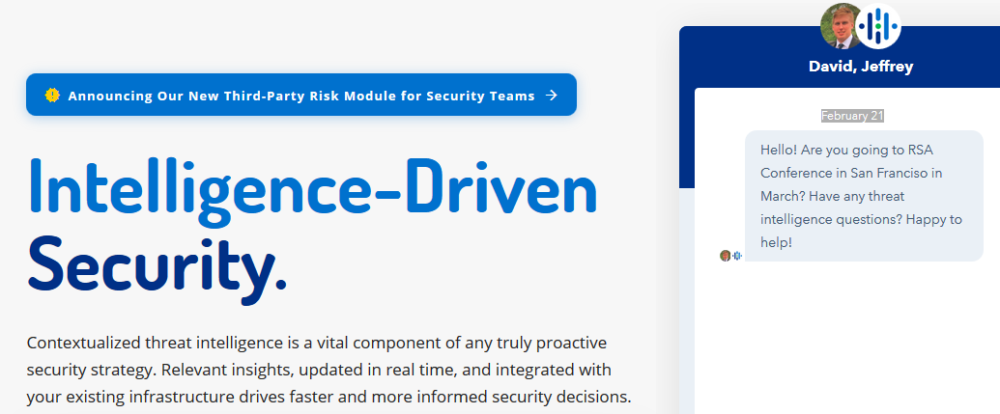 Announcing Our New Third-Party Risk Module for Security Teams
Intelligence-Driven
Security.
Contextualized threat intelligence is a vital component of any truly proactive
security strategy. Relevant insights, updated in real time, and integrated with
your existing infrastructure drives faster and more informed security decisions.
David, Jeffrey
February 21
Hello! Are you going to RSA
Conference in San Franciso in
March? Have any threat
intelligence questions? Happy to
help!